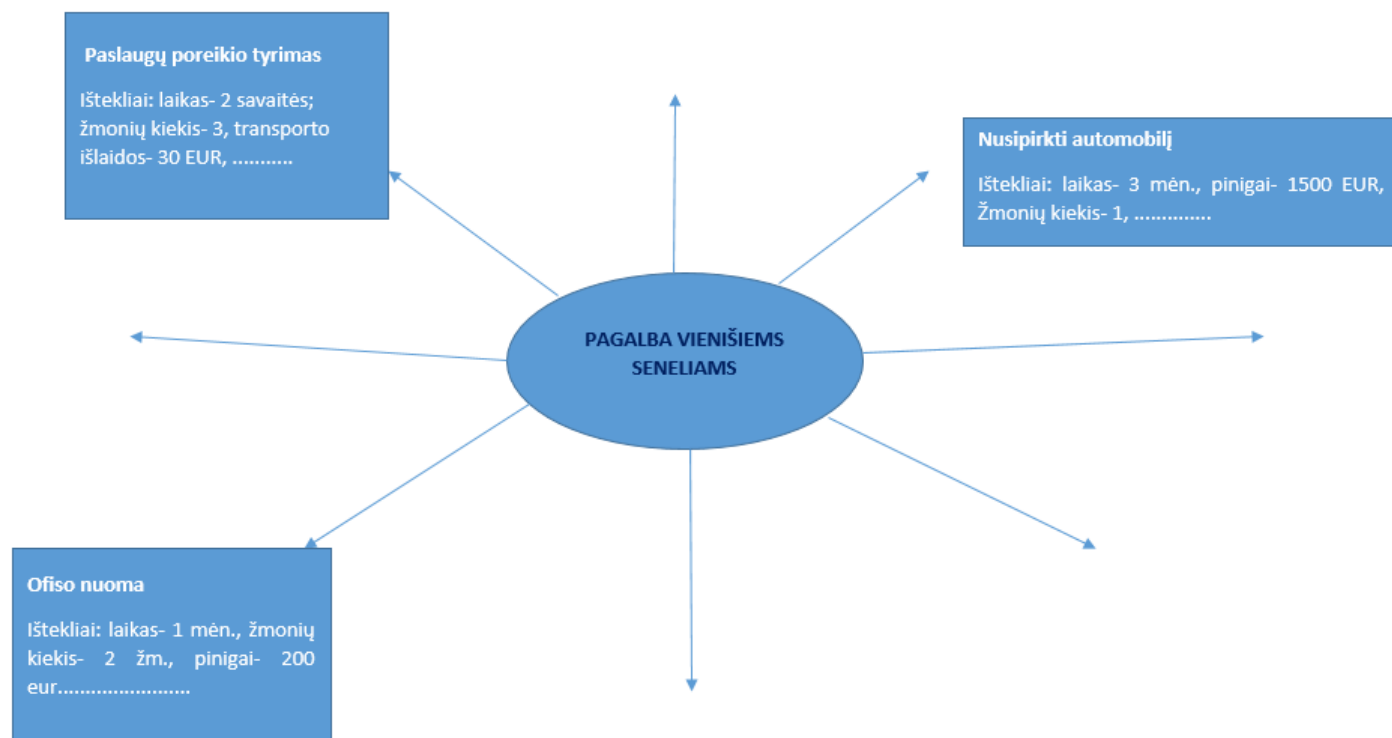 Paslaugų poreikio tyrimas
Ištekliai: laikas- 2 savaitės;
žmonių kiekis- 3, transporto
išlaidos- 30 EUR, ...........
Nusipirkti automobilį
Ištekliai: laikas- 3 mėn., pinigai- 1500 EUR,
Žmonių kiekis- 1, ..............
PAGALBA VIENIŠIEMS
SENELIAMS
Ofiso nuoma
Ištekliai: laikas- 1 mėn., žmonių
kiekis- 2 žm., pinigai- 200
eur........................